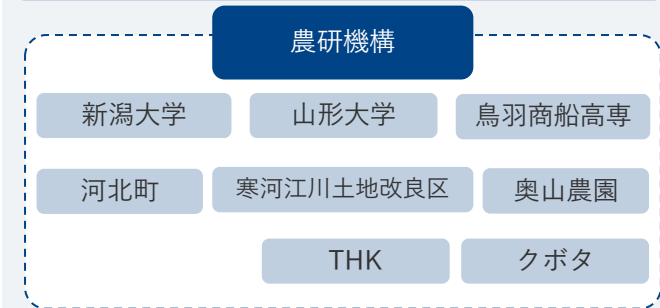 農研機構
新潟大学
山形大学
鳥羽商船高専
河北町
寒河江川土地改良区
奥山農園
THK
クボタ